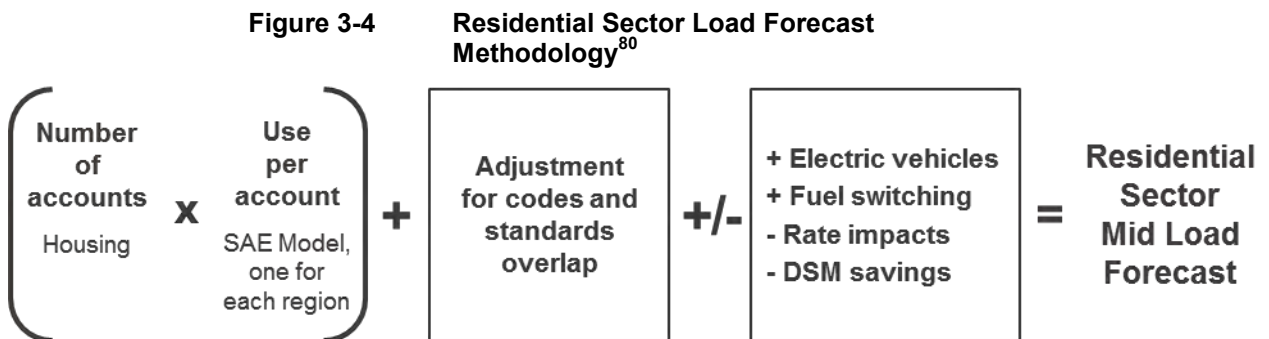 Figure 3-4 Residential Sector Load Forecast
Methodology80
Number
of
accounts
Housing
x
Use
per
account
SAE Model,
one for
each region
+
Adjustment
for codes and
standards
overlap
+/-
+ Electric vehicles
+ Fuel switching
- Rate impacts
- DSM savings
=
Residential
Sector
Mid Load
Forecast